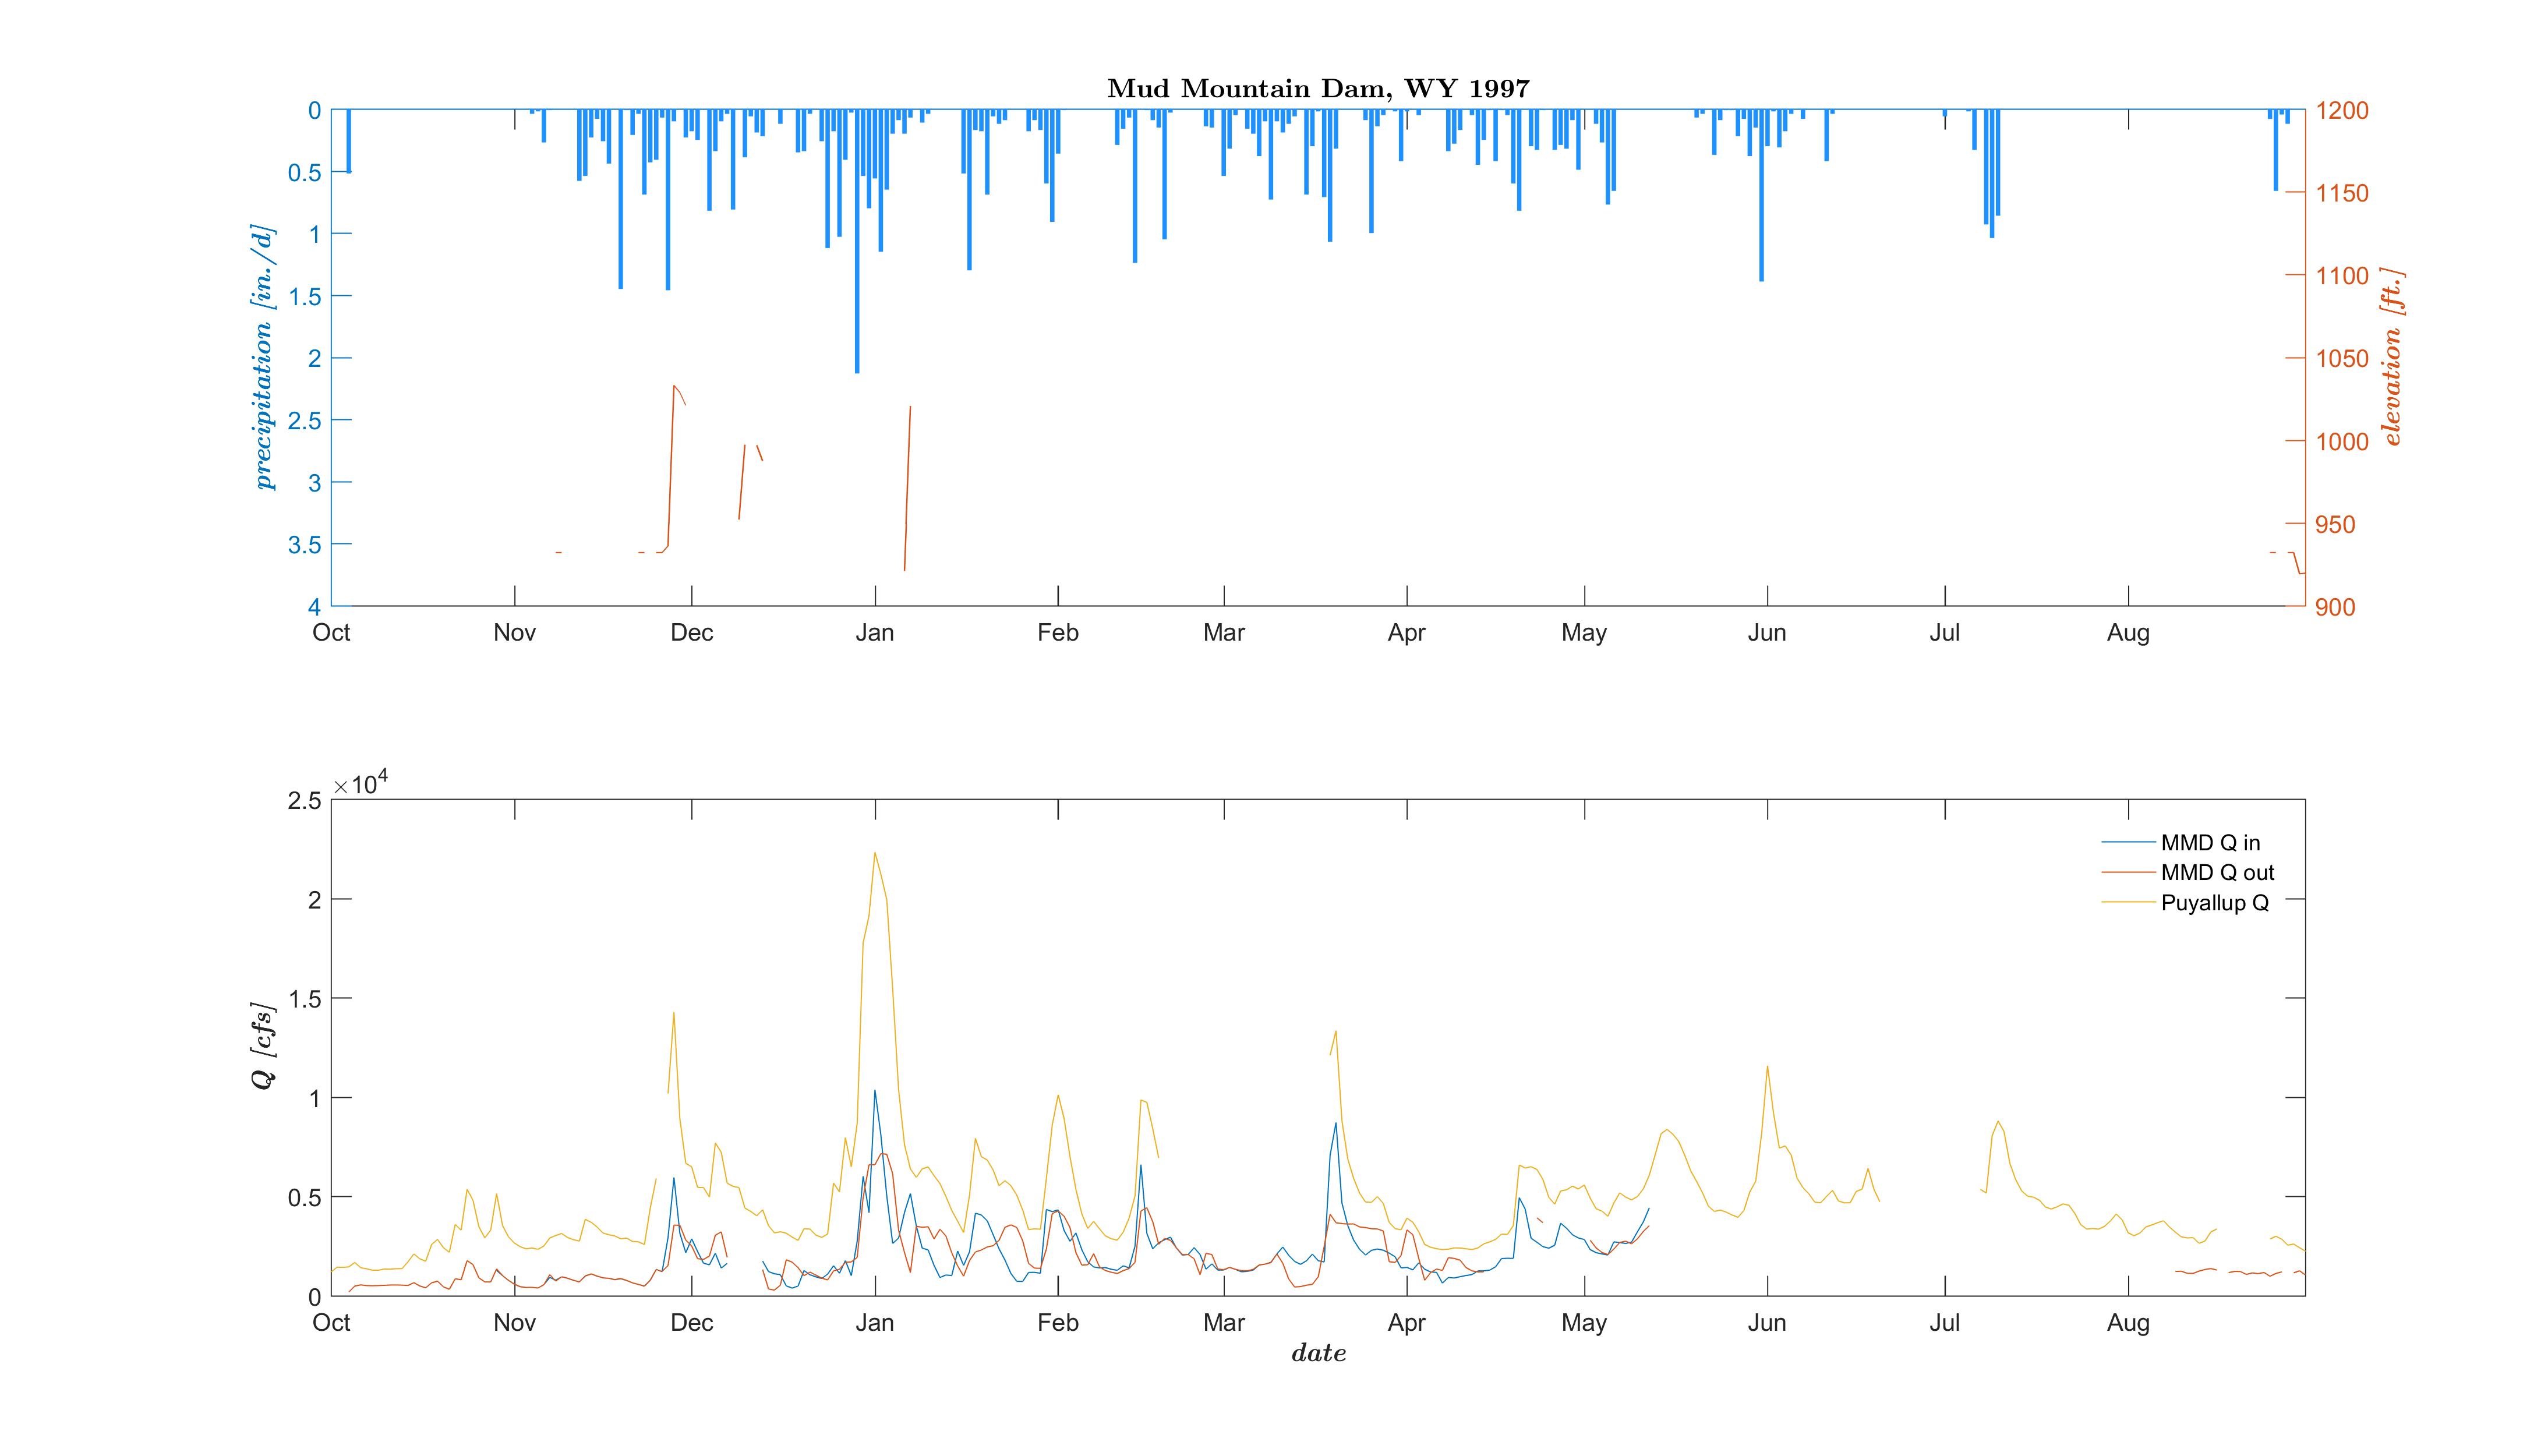 Mud Mountain Dam, WY 1997
precipitation [in./d]
0
0.5
1
1.5
2
2.5
3
3.5
4
elevation [ft.]
1200
1150
1100
1050
1000
950
900
Oct Nov Dec Jan Feb Mar Apr May Jun Jul Aug
×10^4
Q [cfs]
2.5
2
1.5
1
0.5
0
MMD Q in
MMD Q out
Puyallup Q
Oct Nov Dec Jan Feb Mar Apr May Jun Jul Aug
date